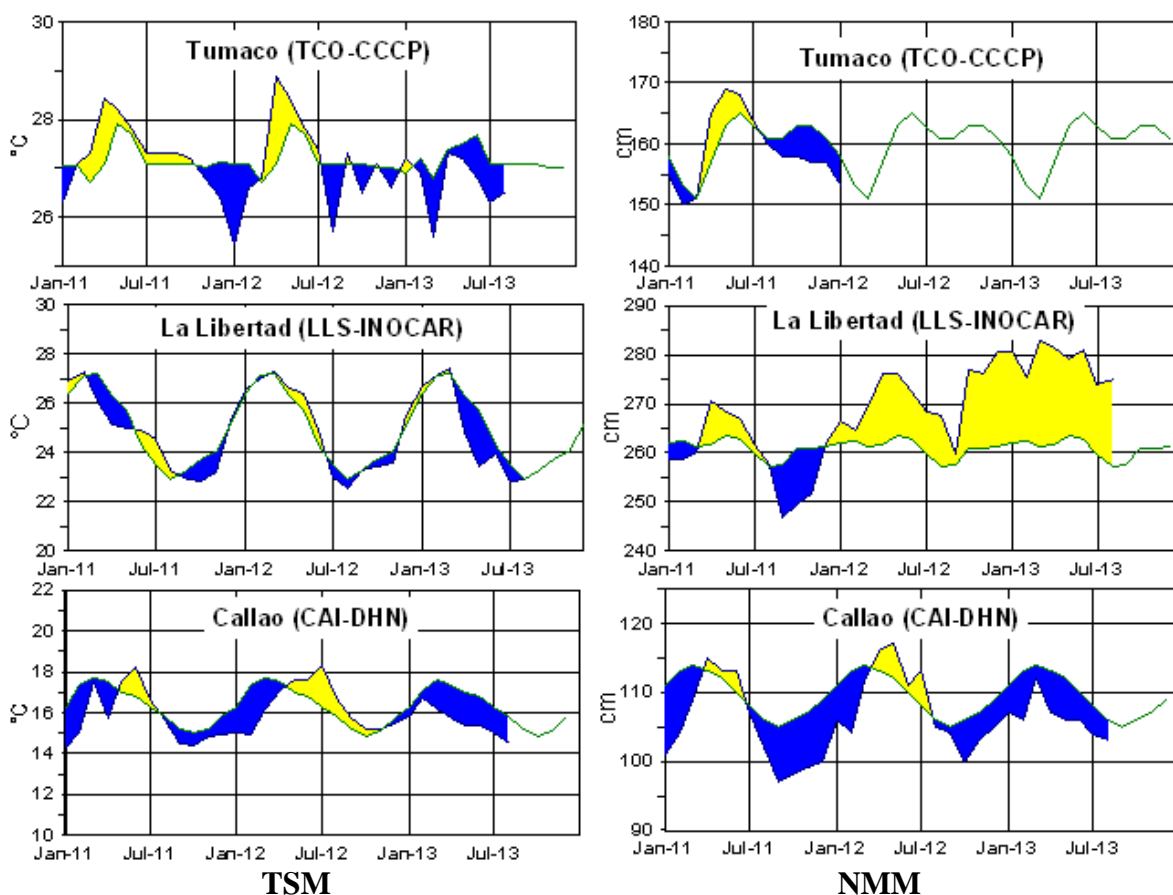 Tumaco (TCO-CCCP)
30
28
26
°C
Jan-11 Jul-11 Jan-12 Jul-12 Jan-13 Jul-13
Tumaco (TCO-CCCP)
180
170
160
150
140
cm
Jan-11 Jul-11 Jan-12 Jul-12 Jan-13 Jul-13
La Libertad (LLS-INOCAR)
30
28
26
24
22
20
°C
Jan-11 Jul-11 Jan-12 Jul-12 Jan-13 Jul-13
La Libertad (LLS-INOCAR)
290
280
270
260
250
240
cm
Jan-11 Jul-11 Jan-12 Jul-12 Jan-13 Jul-13
Callao (CAI-DHN)
22
20
18
16
14
12
10
°C
Jan-11 Jul-11 Jan-12 Jul-12 Jan-13 Jul-13
Callao (CAI-DHN)
120
110
100
90
cm
Jan-11 Jul-11 Jan-12 Jul-12 Jan-13 Jul-13
TSM
NMM